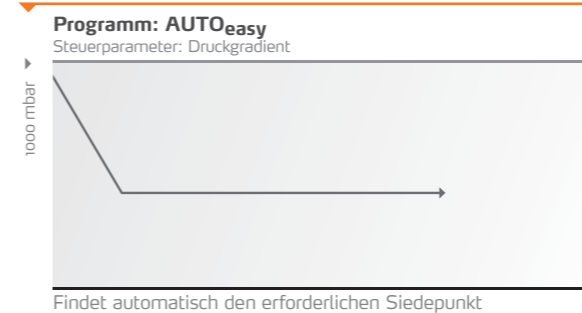 Programm: AUTOeasy
Steuerparameter: Druckgradient
1000 mbar
Findet automatisch den erforderlichen Siedepunkt